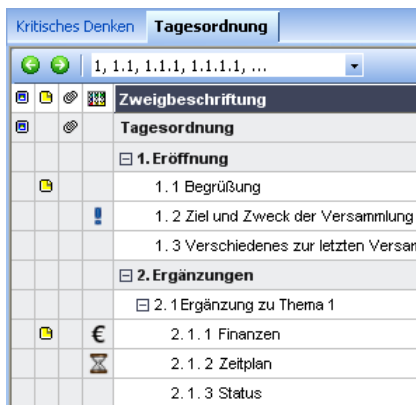 Kritisches Denken Tagesordnung
1, 1.1, 1.1.1, 1.1.1.1, ...
Zweigbeschriftung
Tagesordnung
1. Eröffnung
1. 1 Begrüßung
! 1. 2 Ziel und Zweck der Versammlung
1. 3 Verschiedenes zur letzten Versar
2. Ergänzungen
2. 1 Ergänzung zu Thema 1
€ 2. 1. 1 Finanzen
2. 1. 2 Zeitplan
2. 1. 3 Status